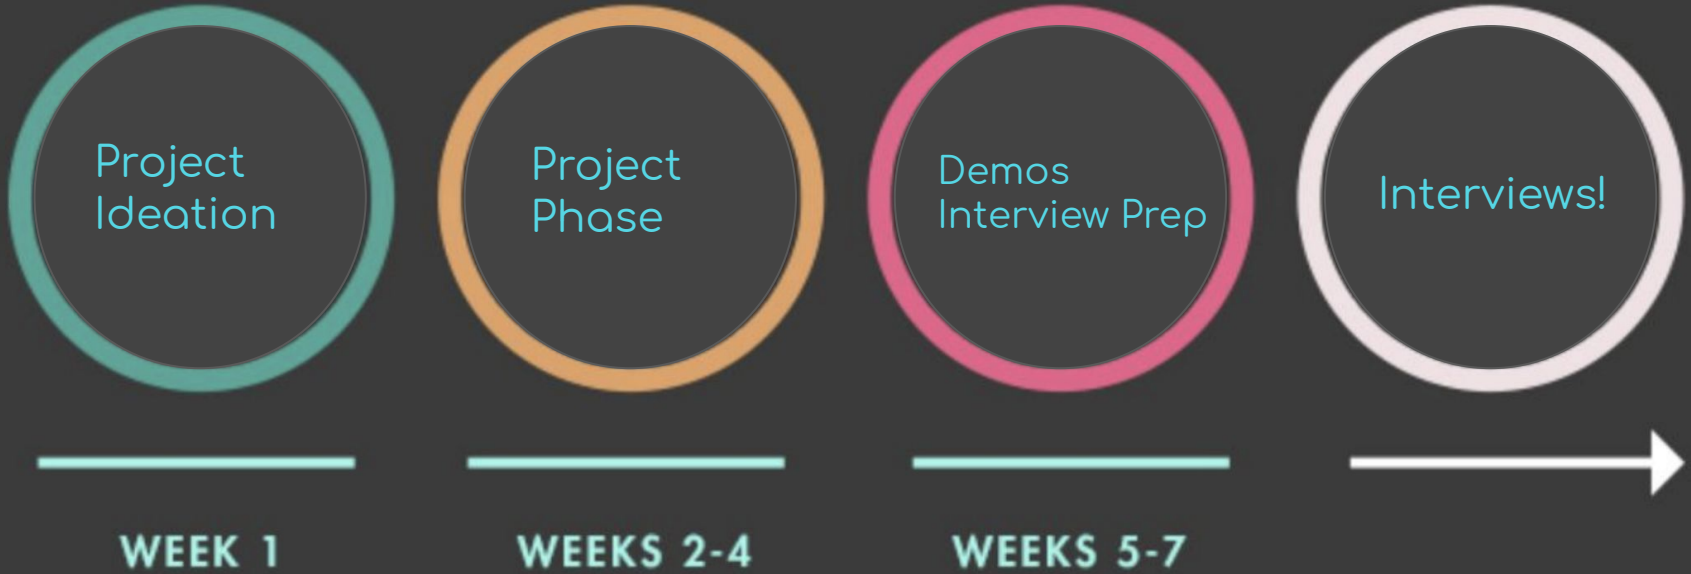 Project
Ideation
Project
Phase
Demos
Interview Prep
Interviews!
WEEK 1
WEEKS 2-4
WEEKS 5-7